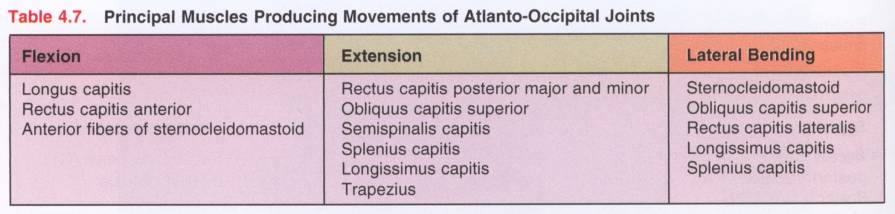 Table 4.7. Principal Muscles Producing Movements of Atlanto-Occipital Joints
Flexion
Longus capitis
Rectus capitis anterior
Anterior fibers of sternocleidomastoid
Extension
Rectus capitis posterior major and minor
Obliquus capitis superior
Semispinalis capitis
Splenius capitis
Longissimus capitis
Trapezius
Lateral Bending
Sternocleidomastoid
Obliquus capitis superior
Rectus capitis lateralis
Longissimus capitis
Splenius capitis